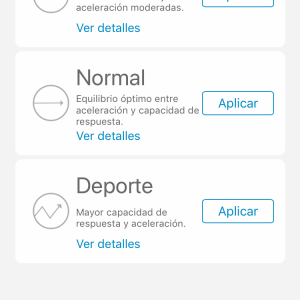 aceleración moderadas.
Ver detalles
Normal
Equilibrio óptimo entre
aceleración y capacidad de
respuesta.
Aplicar
Ver detalles
Deporte
Mayor capacidad de
respuesta y aceleración.
Aplicar
Ver detalles